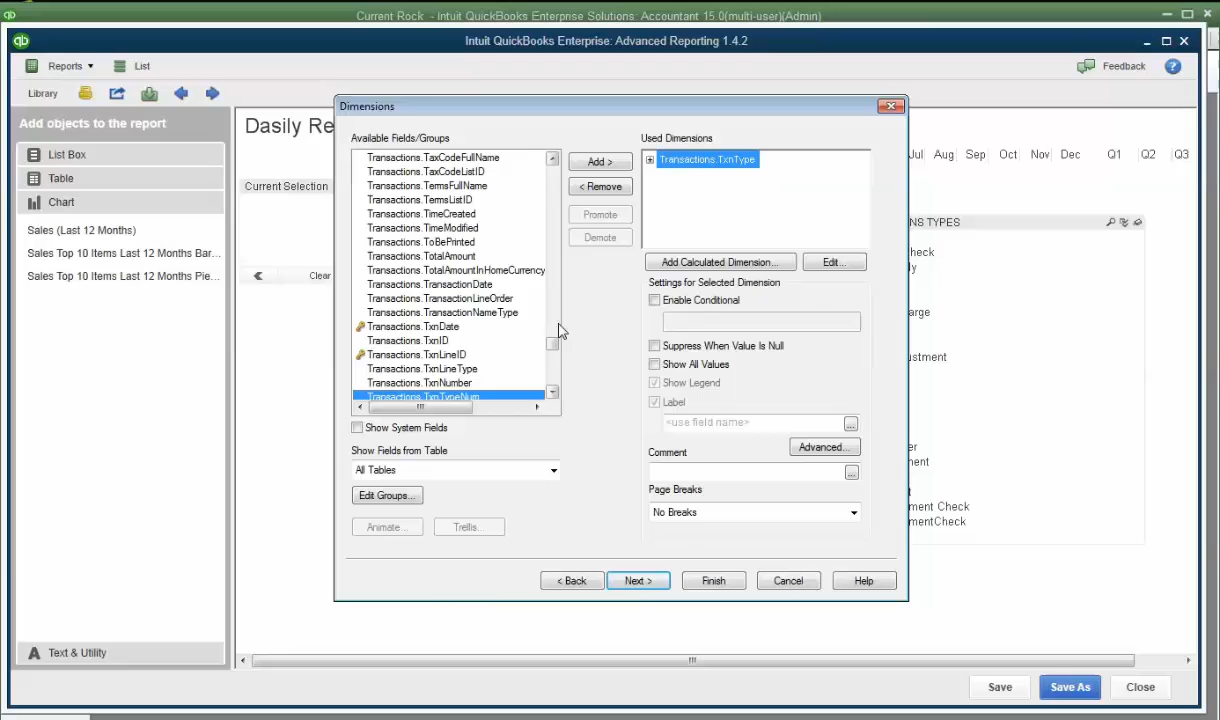 Current Rock - Intuit QuickBooks Enterprise Solutions: Accountant 15.0(multi-user)(Admin)
Intuit QuickBooks Enterprise: Advanced Reporting 1.4.2
Reports
List
Feedback
Library
Add objects to the report
List Box
Table
Chart
Sales (Last 12 Months)
Sales Top 10 Items Last 12 Months Bar...
Sales Top 10 Items Last 12 Months Pie...
Text & Utility
Dasily Re
Current Selection
Clear
Jul Aug Sep Oct Nov Dec Q1 Q2 Q3
NS TYPES
heck
y
arge
ustment
er
ent
t
ment Check
mentCheck
Dimensions
Available Fields/Groups
Transactions.TaxCodeFullName
Transactions.TaxCodeListID
Transactions.TermsFullName
Transactions.TermsListID
Transactions.TimeCreated
Transactions.TimeModified
Transactions.ToBePrinted
Transactions.TotalAmount
Transactions.TotalAmountInHomeCurrency
Transactions.TransactionDate
Transactions.TransactionLineOrder
Transactions.TransactionNameType
Transactions.TxnDate
Transactions.TxnID
Transactions.TxnLineID
Transactions.TxnLineType
Transactions.TxnNumber
Transactions.TxnTypeNum
Show System Fields
Show Fields from Table
All Tables
Edit Groups...
Animate...
Trellis...
Add >
< Remove
Promote
Demote
Used Dimensions
Transactions.TxnType
Add Calculated Dimension...
Edit...
Settings for Selected Dimension
Enable Conditional
Suppress When Value Is Null
Show All Values
Show Legend
Label
<use field name>
...
Advanced...
Comment
...
Page Breaks
No Breaks
< Back
Next >
Finish
Cancel
Help
Save
Save As
Close